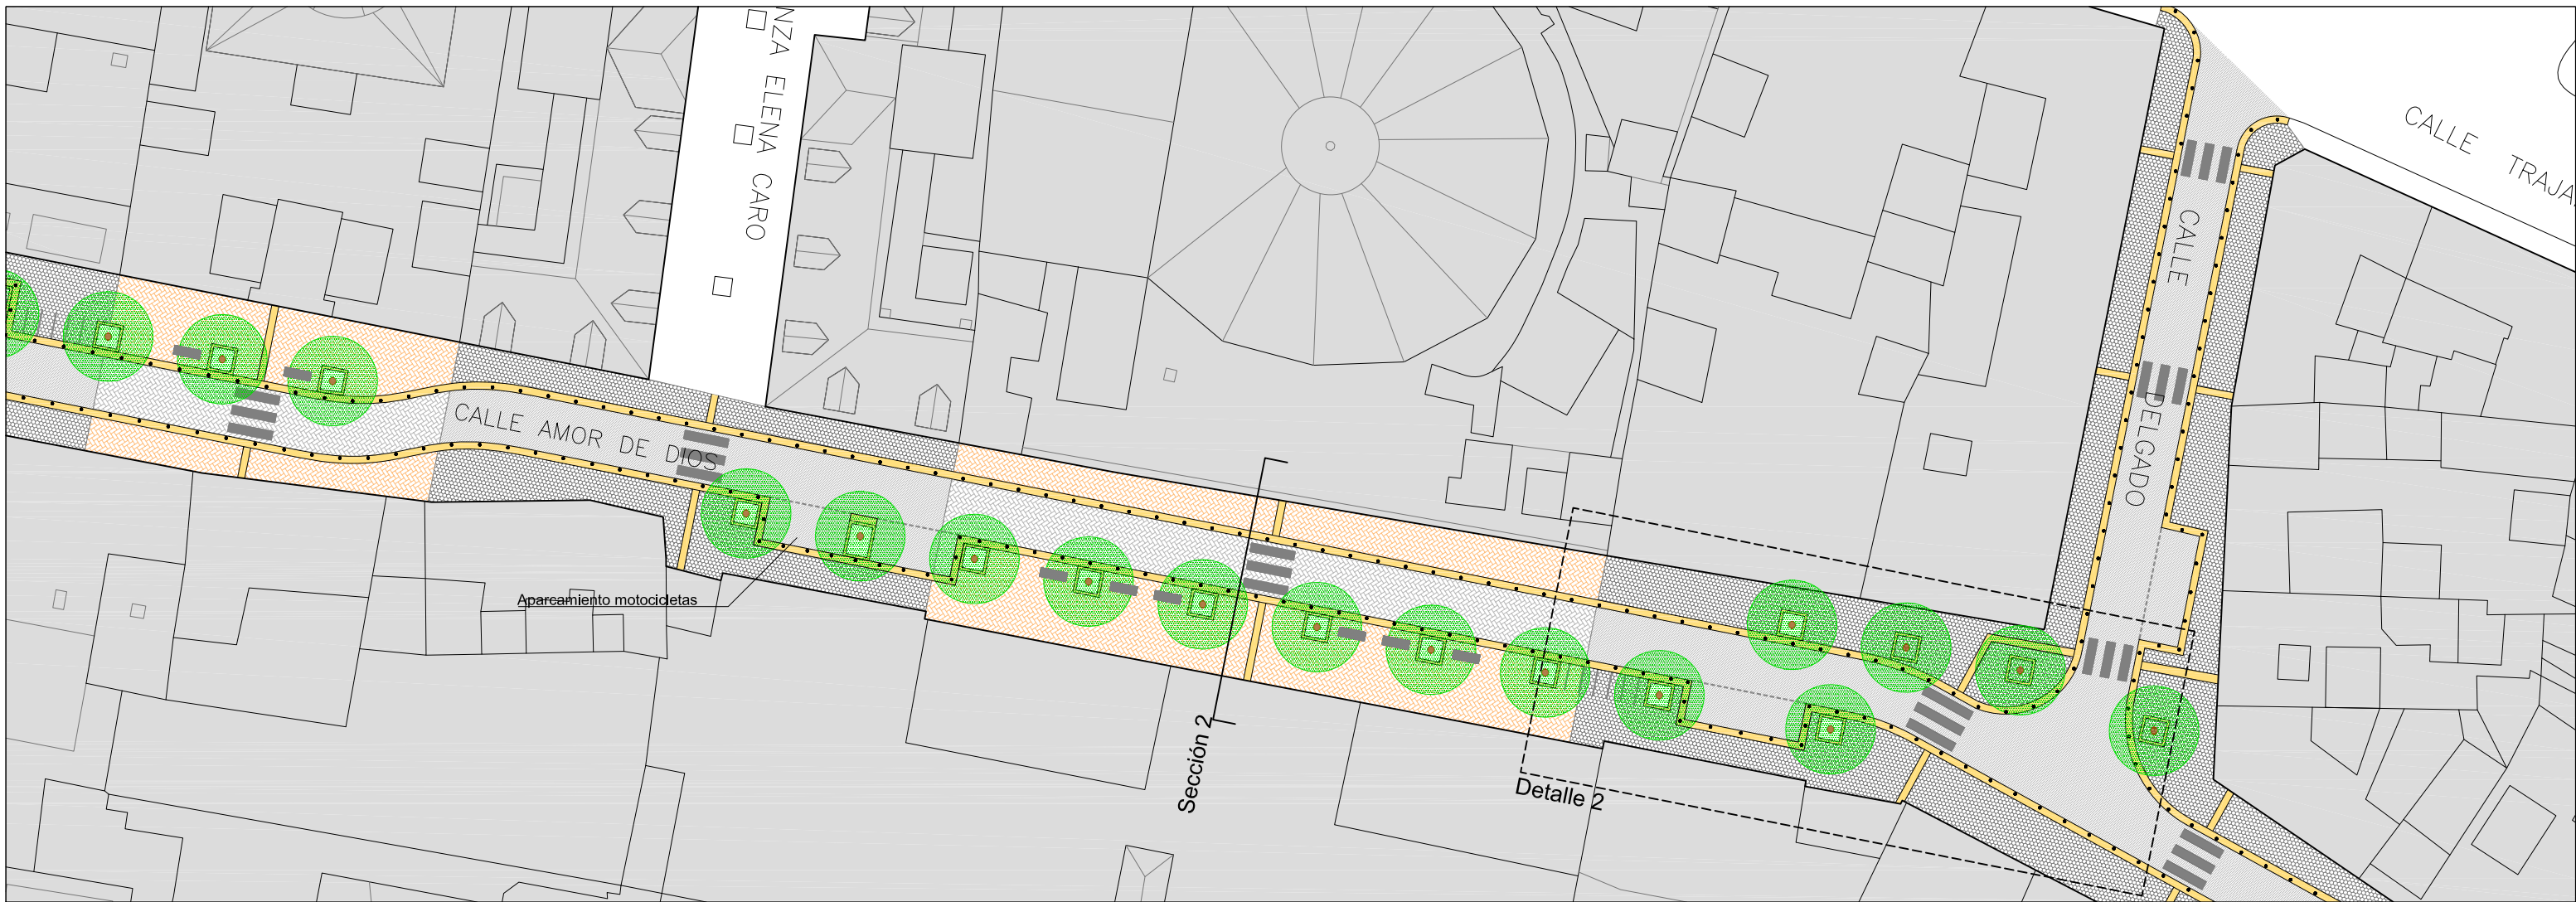 NZA ELENA CARO
CALLE TRAJA
CALLE DELGADO
CALLE AMOR DE DIOS
Aparcamiento motocicletas
Sección 2
Detalle 2